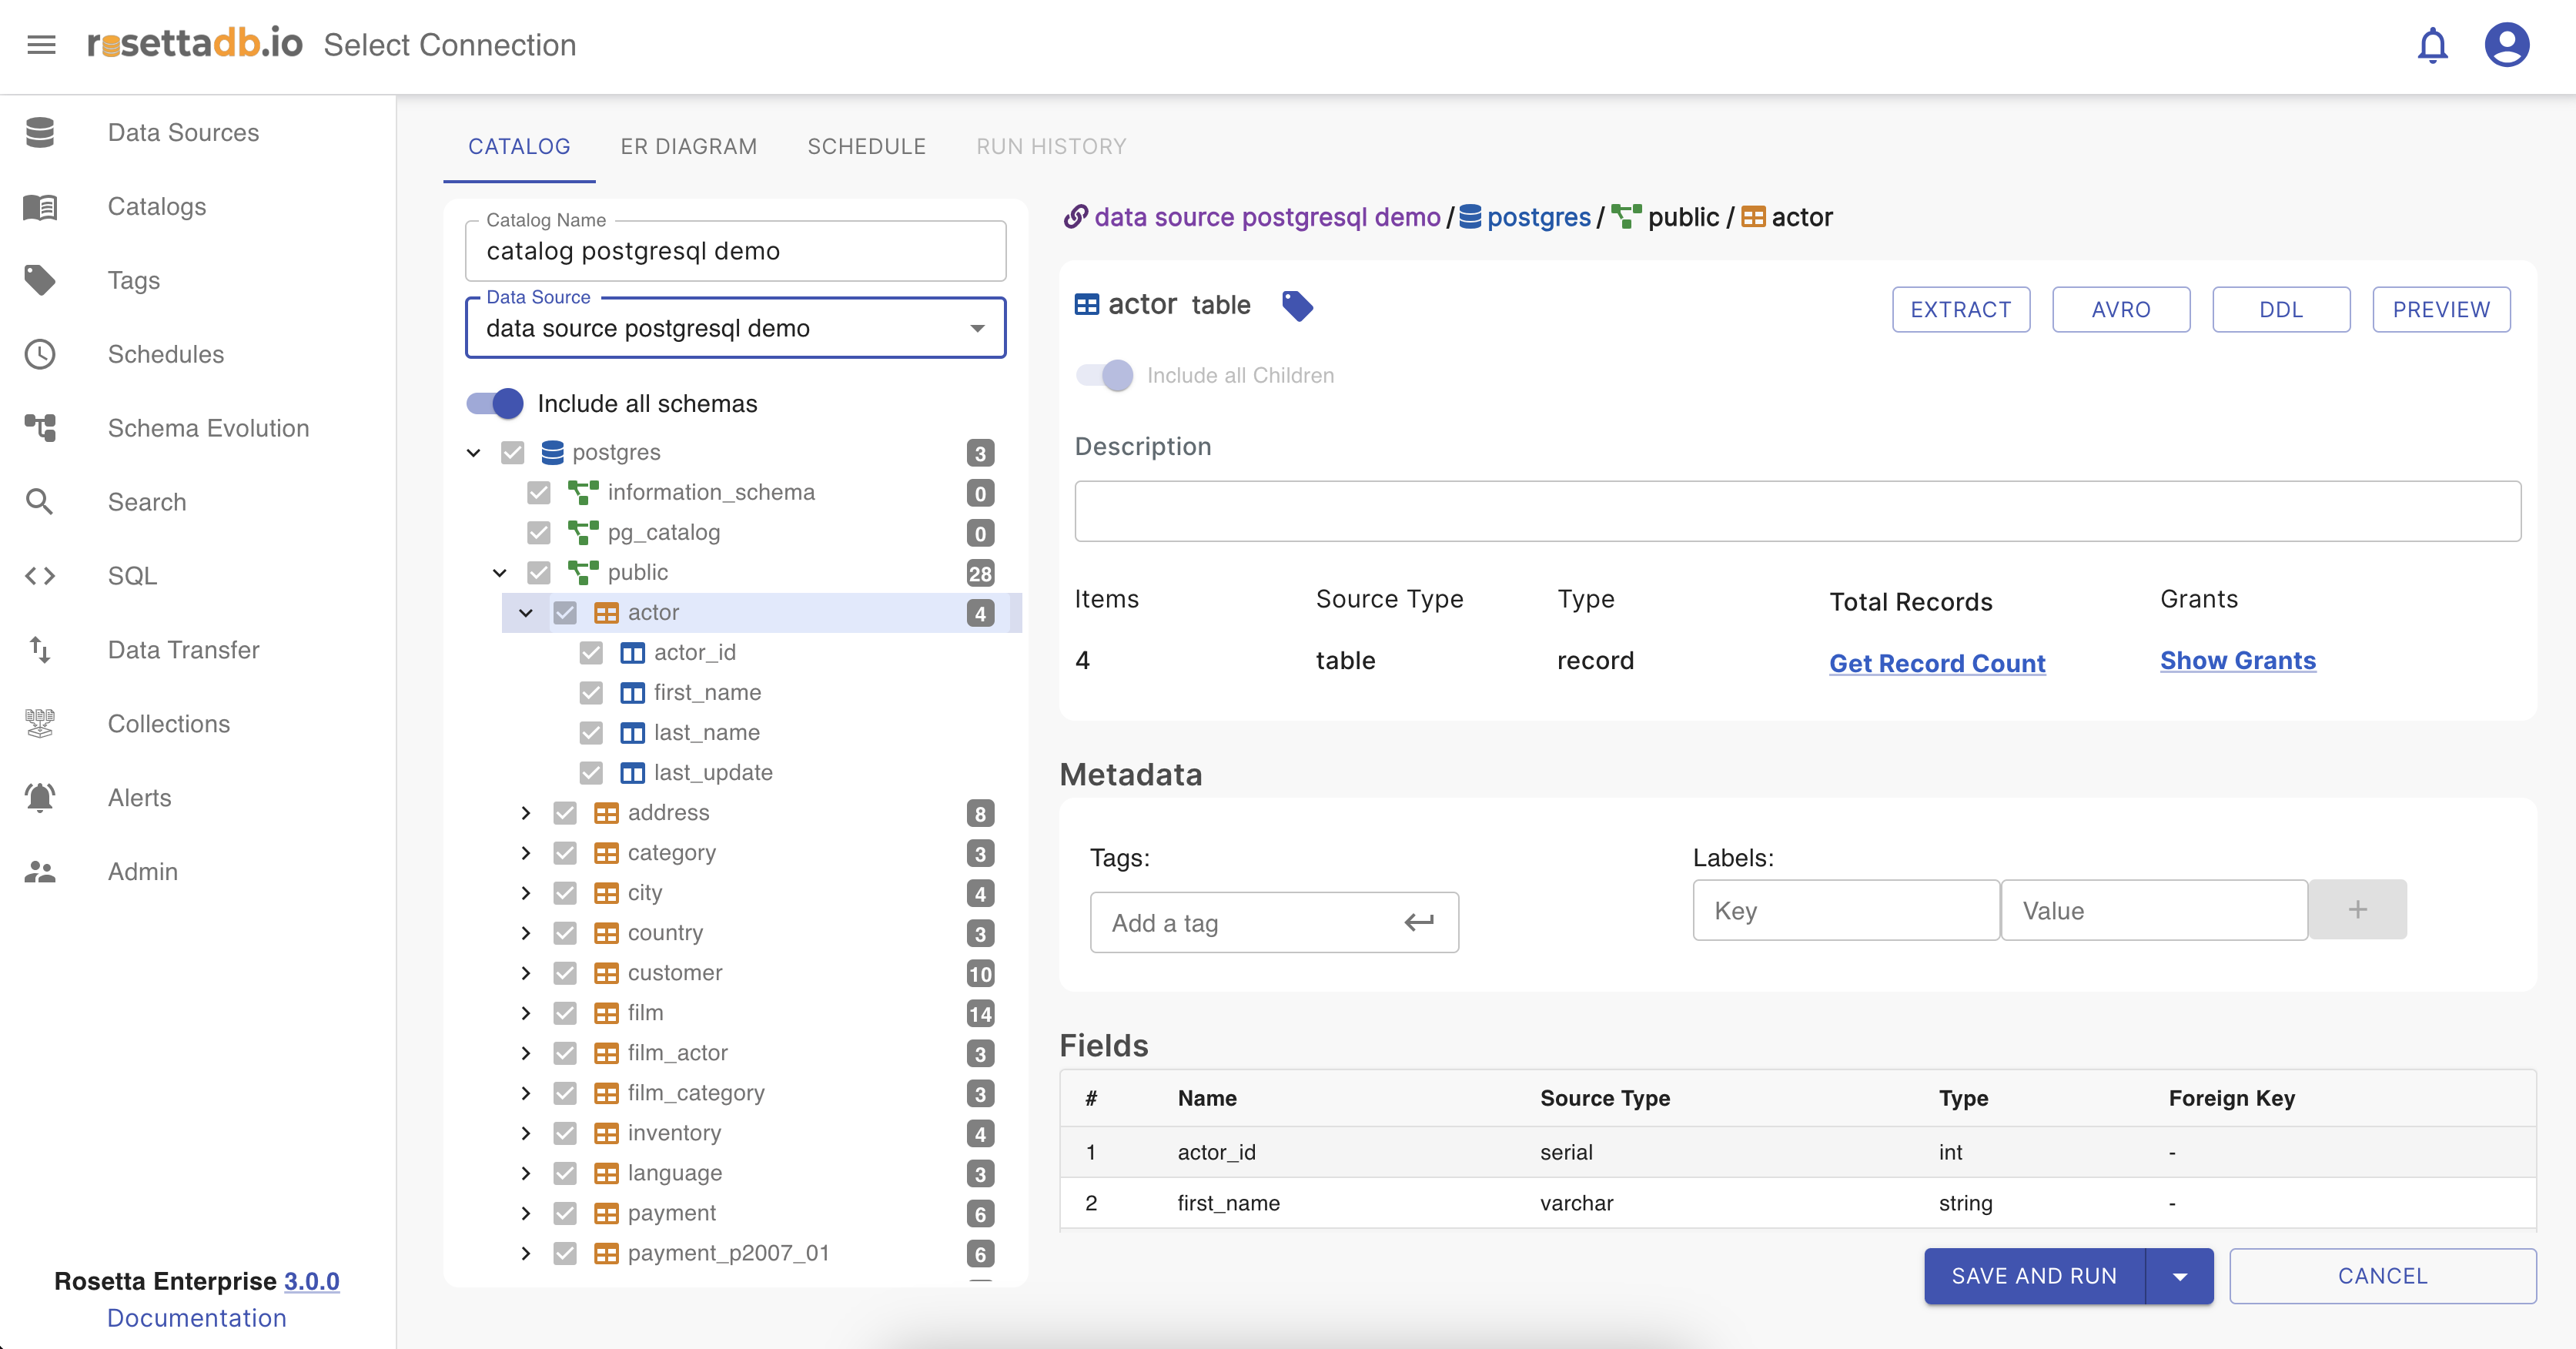 rosettadb.io Select Connection
Data Sources
Catalogs
Tags
Schedules
Schema Evolution
Search
SQL
Data Transfer
Collections
Alerts
Admin
Rosetta Enterprise 3.0.0
Documentation
CATALOG ER DIAGRAM SCHEDULE RUN HISTORY
Catalog Name
catalog postgresql demo
Data Source
data source postgresql demo
Include all schemas
postgres 3
information_schema 0
pg_catalog 0
public 28
actor 4
actor_id
first_name
last_name
last_update
address 8
category 3
city 4
country 3
customer 10
film 14
film_actor 3
film_category 3
inventory 4
language 3
payment 6
payment_p2007_01 6
data source postgresql demo / postgres / public / actor
actor table
EXTRACT AVRO DDL PREVIEW
Include all Children
Description
Items Source Type Type Total Records Grants
4 table record Get Record Count Show Grants
Metadata
Tags: Labels:
Add a tag Key Value +
Fields
# Name Source Type Type Foreign Key
1 actor_id serial int -
2 first_name varchar string -
SAVE AND RUN CANCEL